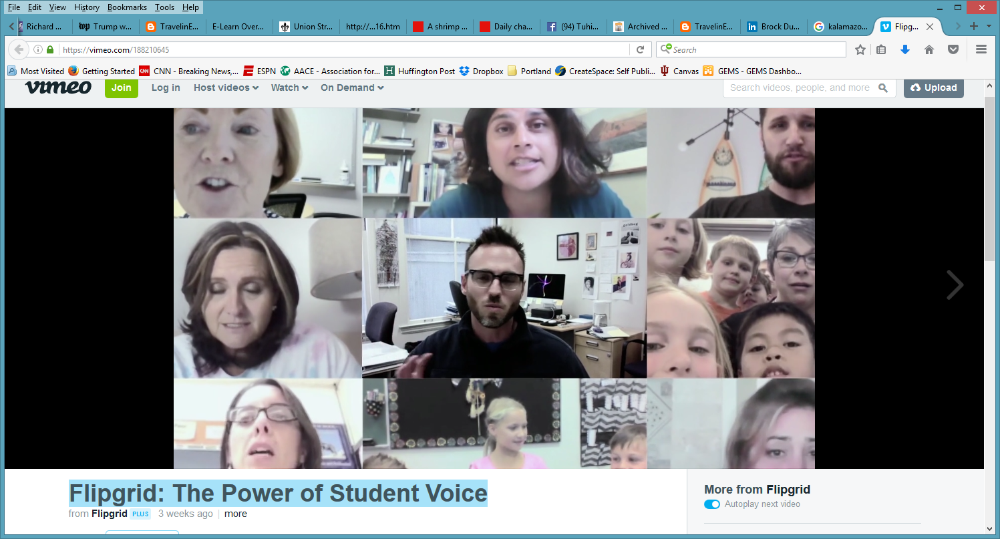 File Edit View History Bookmarks Tools Help
Richard ... Trump w... TravelinE... E-Learn Over... Union Str... http://...16.htm A shrimp ... Daily cha... (94) Tuhi... Archived ... TravelinE... Brock Du... kalamazo... Flipg...
https://vimeo.com/188210645 Search
Most Visited Getting Started CNN - Breaking News,... ESPN AACE - Association for... Huffington Post Dropbox Portland CreateSpace: Self Publi... Canvas GEMS - GEMS Dashbo...
vimeo Join Log in Host videos Watch On Demand Search videos, people, and more Upload
Flipgrid: The Power of Student Voice
from Flipgrid PLUS 3 weeks ago | more
More from Flipgrid
Autoplay next video